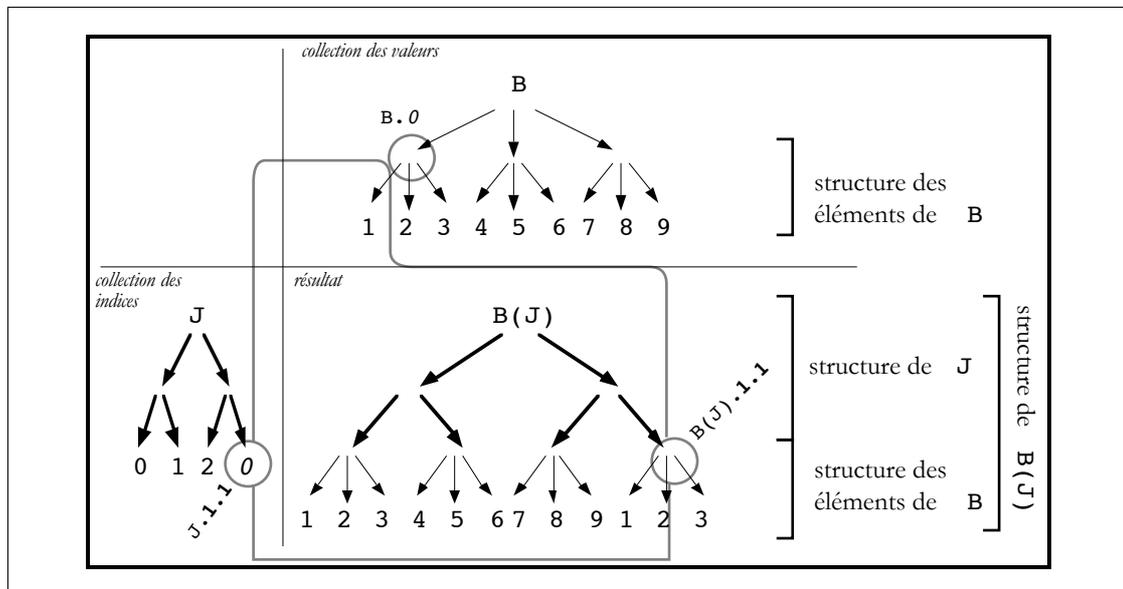 collection des valeurs
B
B.0
1 2 3 4 5 6 7 8 9
structure des
éléments de B
collection des
indices
résultat
J
B(J)
0 1 2 0
J.1.1
B(J).1.1
1 2 3 4 5 6 7 8 9 1 2 3
structure de J
structure des
éléments de B
structure de B(J)